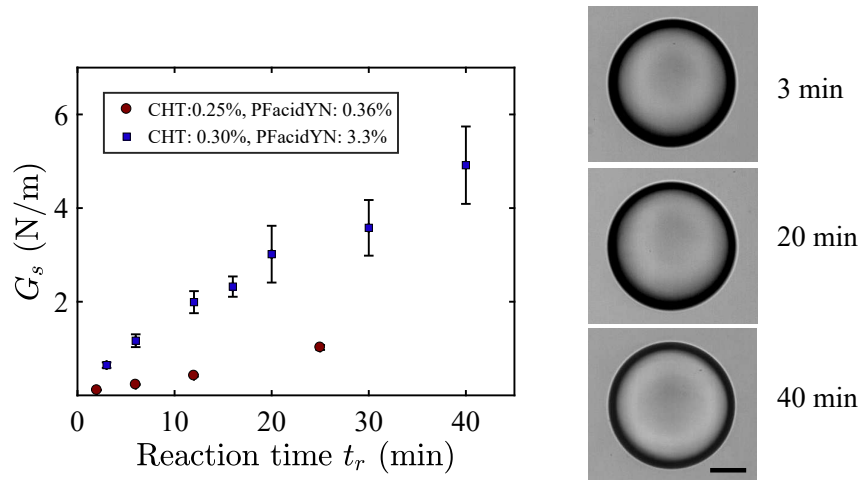 6
4
2
0 10 20 30 40
G_s (N/m)
Reaction time t_r (min)
CHT:0.25%, PFacidYN: 0.36%
CHT: 0.30%, PFacidYN: 3.3%
3 min
20 min
40 min